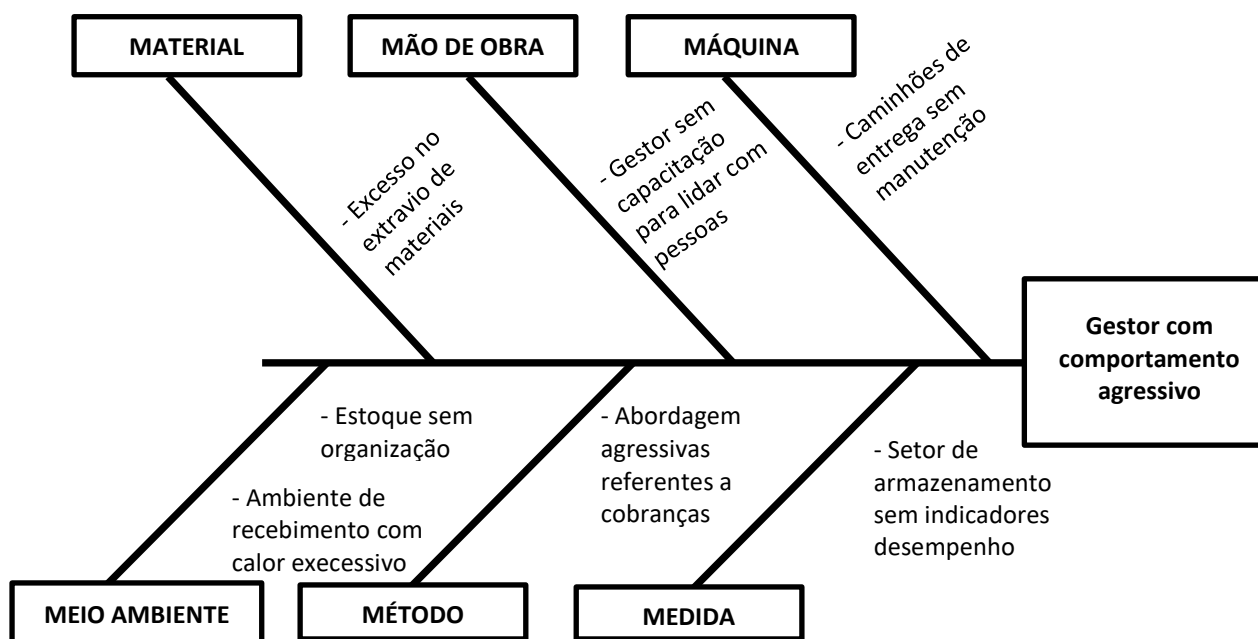 MATERIAL
MÃO DE OBRA
MÁQUINA
- Excesso no
extravio de
materiais
- Gestor sem
capacitação
para lidar com
pessoas
- Caminhões de
entrega sem
manutenção
Gestor com
comportamento
agressivo
- Estoque sem
organização
- Ambiente de
recebimento com
calor execessivo
- Abordagem
agressivas
referentes a
cobranças
- Setor de
armazenamento
sem indicadores
desempenho
MEIO AMBIENTE
MÉTODO
MEDIDA